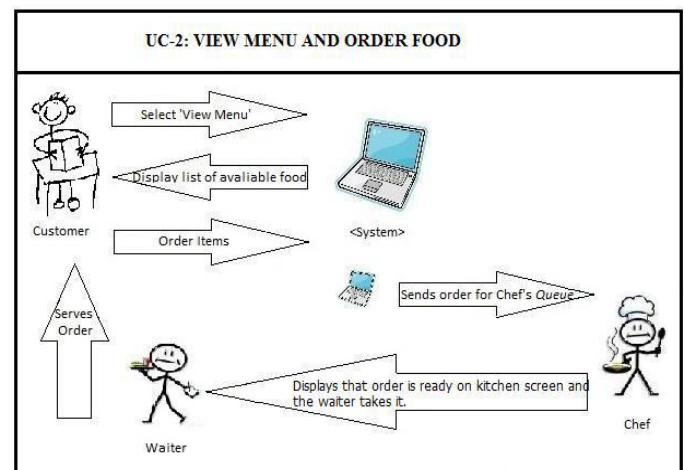 UC-2: VIEW MENU AND ORDER FOOD
Select 'View Menu'
Display list of avaliable food
Customer
<System>
Order Items
Sends order for Chef's Queue
Serves
Order
Displays that order is ready on kitchen screen and
the waiter takes it.
Chef
Waiter